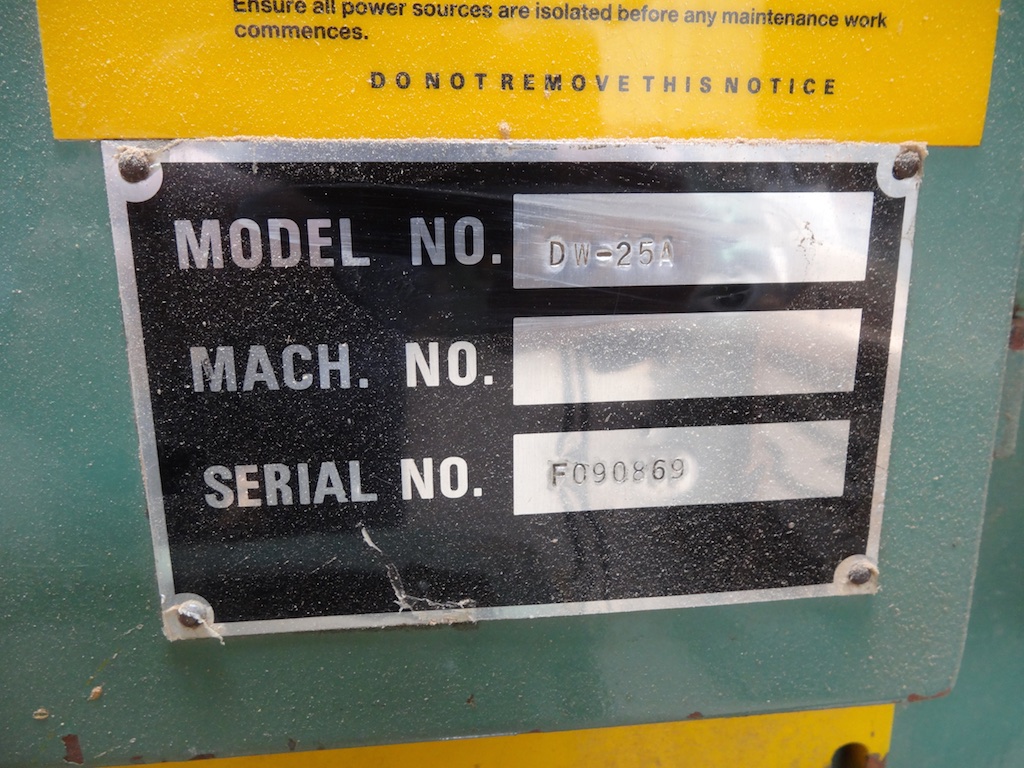 Ensure all power sources are isolated before any maintenance work
commences.
DO NOT REMOVE THIS NOTICE
MODEL NO. DW-25A
MACH. NO.
SERIAL NO. F090869